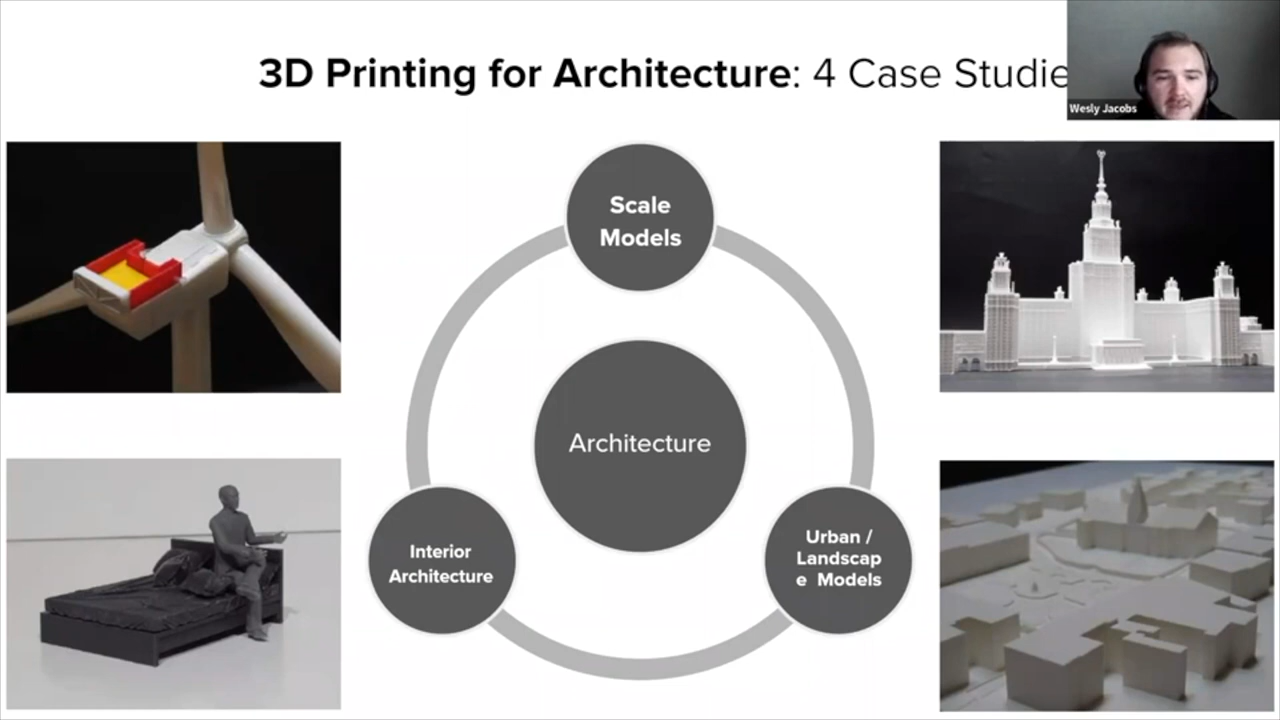 3D Printing for Architecture: 4 Case Studie
Wesly Jacobs
Scale
Models
Architecture
Interior
Architecture
Urban /
Landscap
e Models